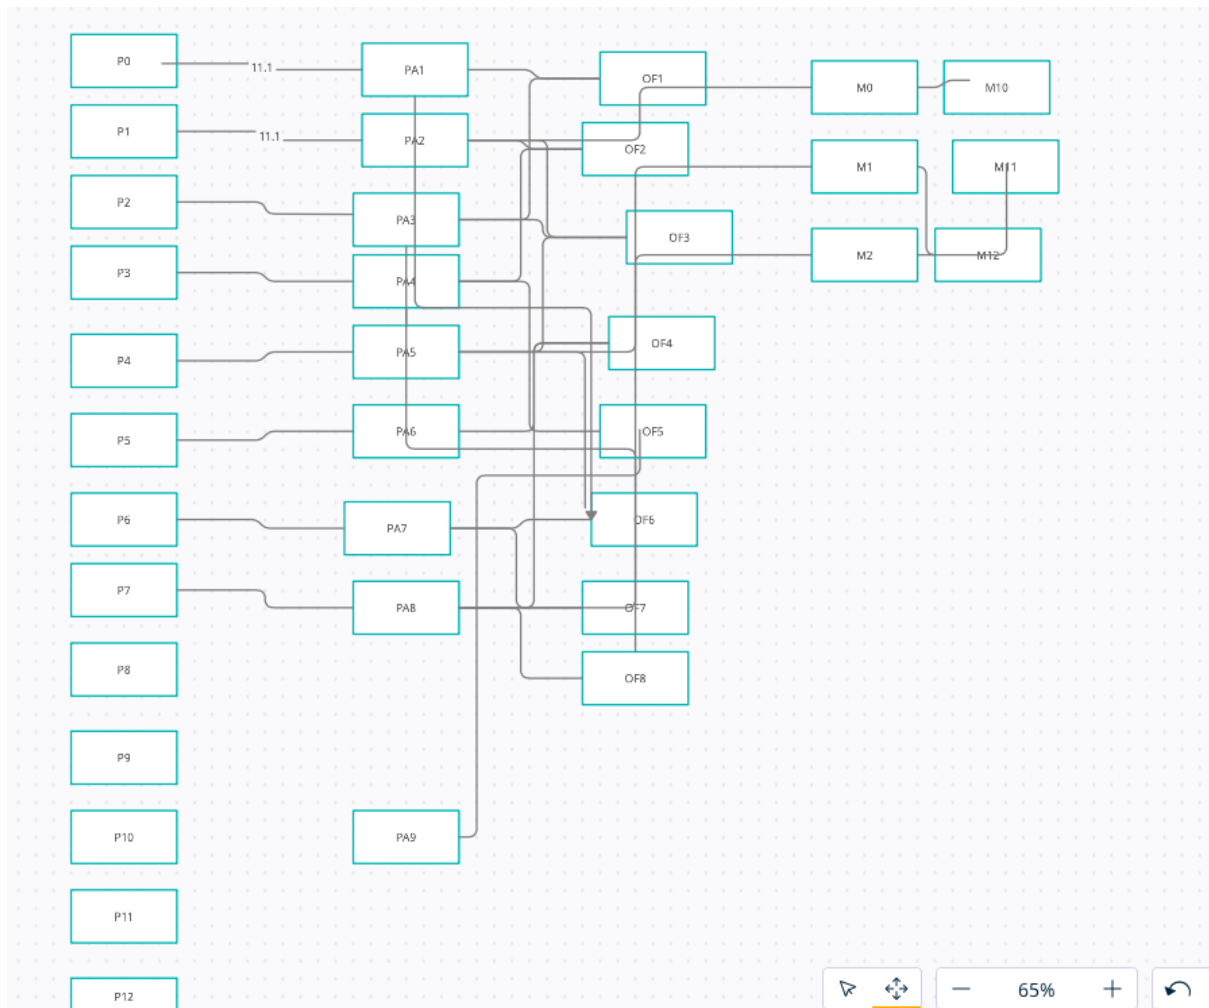 P0
11.1
PA1
OF1
M0
M10
P1
11.1
PA2
OF2
M1
M11
P2
PA3
OF3
M2
M12
P3
PA4
P4
PA5
OF4
P5
PA6
OF5
P6
PA7
OF6
P7
PA8
OF7
P8
OF8
P9
P10
PA9
P11
P12
65%